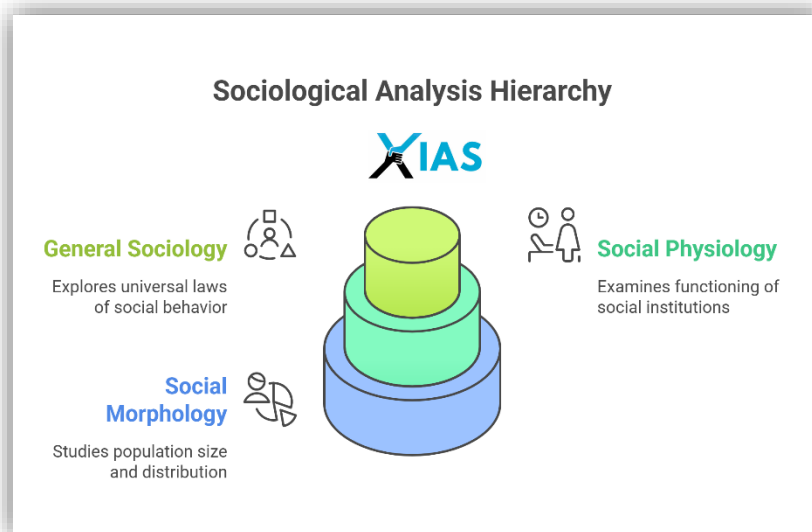 Sociological Analysis Hierarchy
XIAS
General Sociology
Explores universal laws
of social behavior
Social Physiology
Examines functioning of
social institutions
Social
Morphology
Studies population size
and distribution